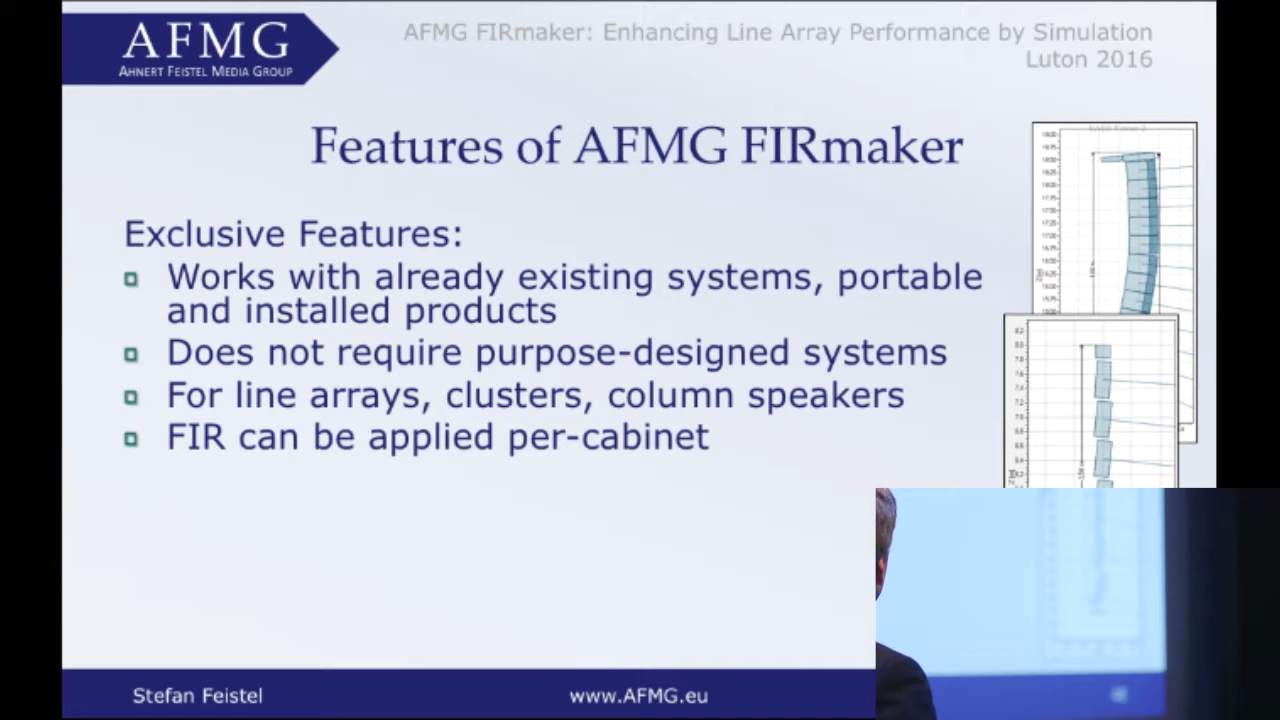 AFMG
AHNERT FEISTEL MEDIA GROUP
AFMG FIRmaker: Enhancing Line Array Performance by Simulation
Luton 2016
Features of AFMG FIRmaker
Exclusive Features:
Works with already existing systems, portable
and installed products
Does not require purpose-designed systems
For line arrays, clusters, column speakers
FIR can be applied per-cabinet
Stefan Feistel
www.AFMG.eu